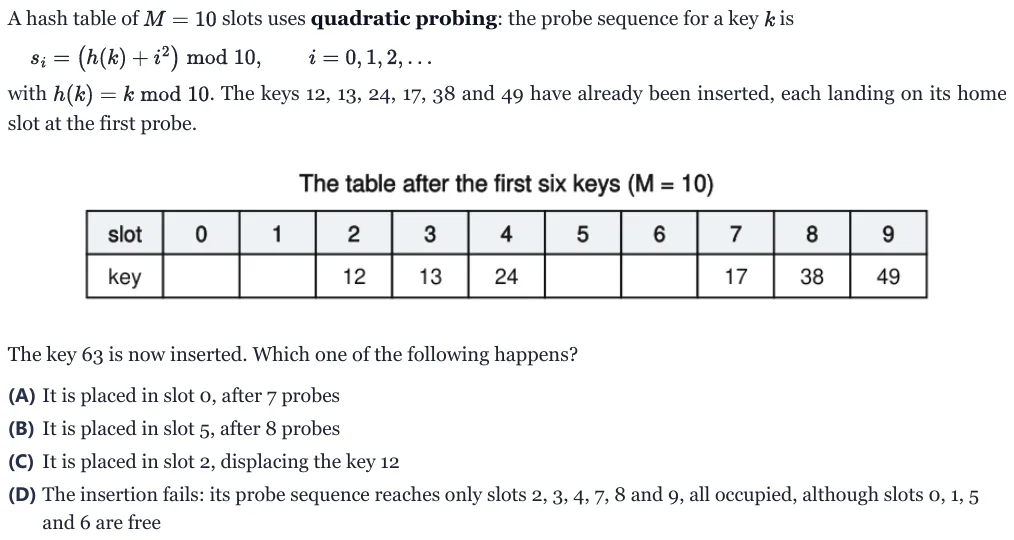 A hash table of M = 10 slots uses quadratic probing: the probe sequence for a key k is
s_i = (h(k) + i²) mod 10, i = 0, 1, 2, …
with h(k) = k mod 10. The keys 12, 13, 24, 17, 38 and 49 have already been inserted, each landing on its home
slot at the first probe.
The table after the first six keys (M = 10)
slot 0 1 2 3 4 5 6 7 8 9
key 12 13 24 17 38 49
The key 63 is now inserted. Which one of the following happens?
(A) It is placed in slot 0, after 7 probes
(B) It is placed in slot 5, after 8 probes
(C) It is placed in slot 2, displacing the key 12
(D) The insertion fails: its probe sequence reaches only slots 2, 3, 4, 7, 8 and 9, all occupied, although slots 0, 1, 5
and 6 are free